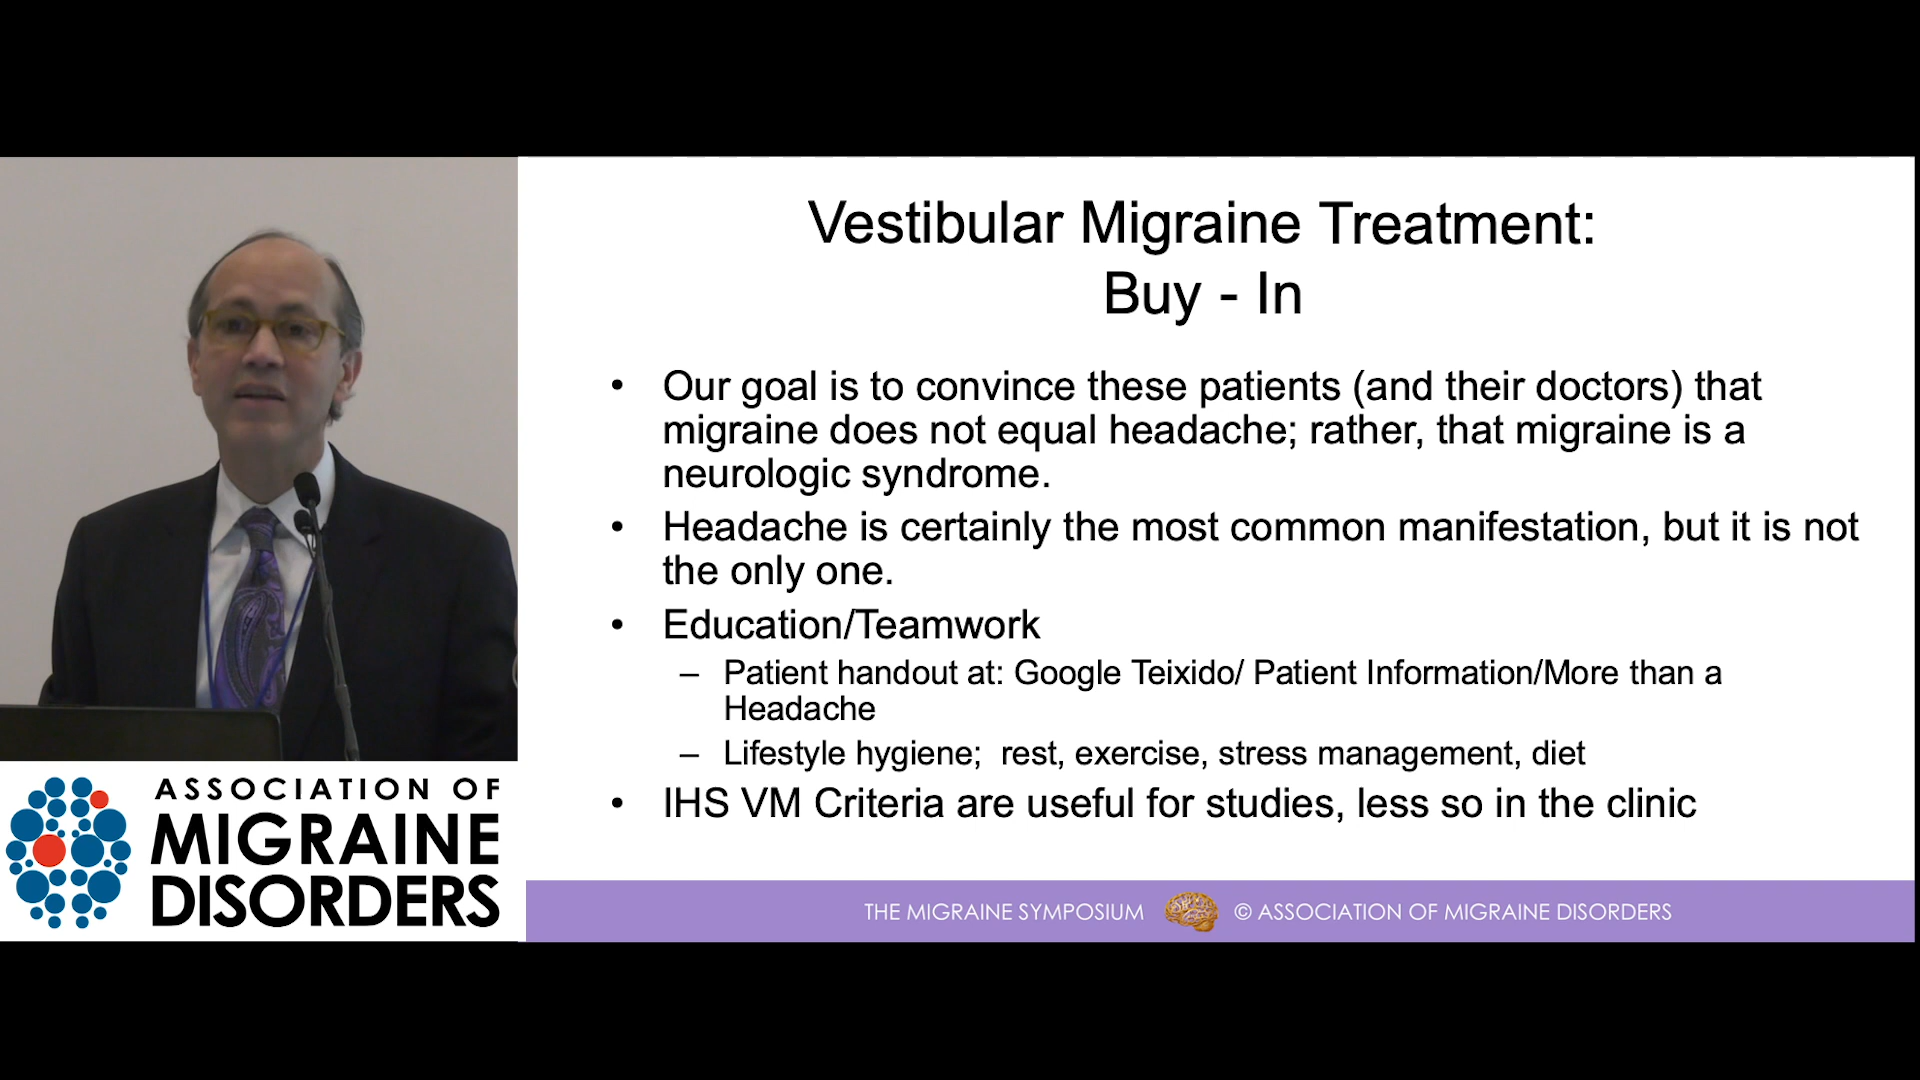 Vestibular Migraine Treatment:
Buy - In
• Our goal is to convince these patients (and their doctors) that
migraine does not equal headache; rather, that migraine is a
neurologic syndrome.
• Headache is certainly the most common manifestation, but it is not
the only one.
• Education/Teamwork
– Patient handout at: Google Teixido/ Patient Information/More than a
Headache
– Lifestyle hygiene;  rest, exercise, stress management, diet
• IHS VM Criteria are useful for studies, less so in the clinic
ASSOCIATION OF
MIGRAINE
DISORDERS
THE MIGRAINE SYMPOSIUM © ASSOCIATION OF MIGRAINE DISORDERS